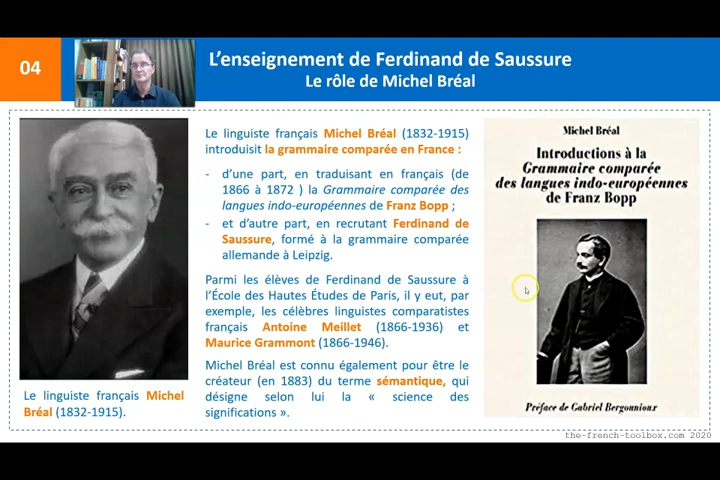 04
L'enseignement de Ferdinand de Saussure
Le rôle de Michel Bréal
Le linguiste français Michel Bréal (1832-1915)
introduisit la grammaire comparée en France :
- d'une part, en traduisant en français (de
1866 à 1872 ) la Grammaire comparée des
langues indo-européennes de Franz Bopp ;
- et d'autre part, en recrutant Ferdinand de
Saussure, formé à la grammaire comparée
allemande à Leipzig.
Parmi les élèves de Ferdinand de Saussure à
l'École des Hautes Études de Paris, il y eut, par
exemple, les célèbres linguistes comparatistes
français Antoine Meillet (1866-1936) et
Maurice Grammont (1866-1946).
Michel Bréal est connu également pour être le
créateur (en 1883) du terme sémantique, qui
désigne selon lui la « science des
significations ».
Le linguiste français Michel
Bréal (1832-1915).
Michel Bréal
Introductions à la
Grammaire comparée
des langues indo-européennes
de Franz Bopp
Préface de Gabriel Bergounioux
the-french-toolbox.com 2020